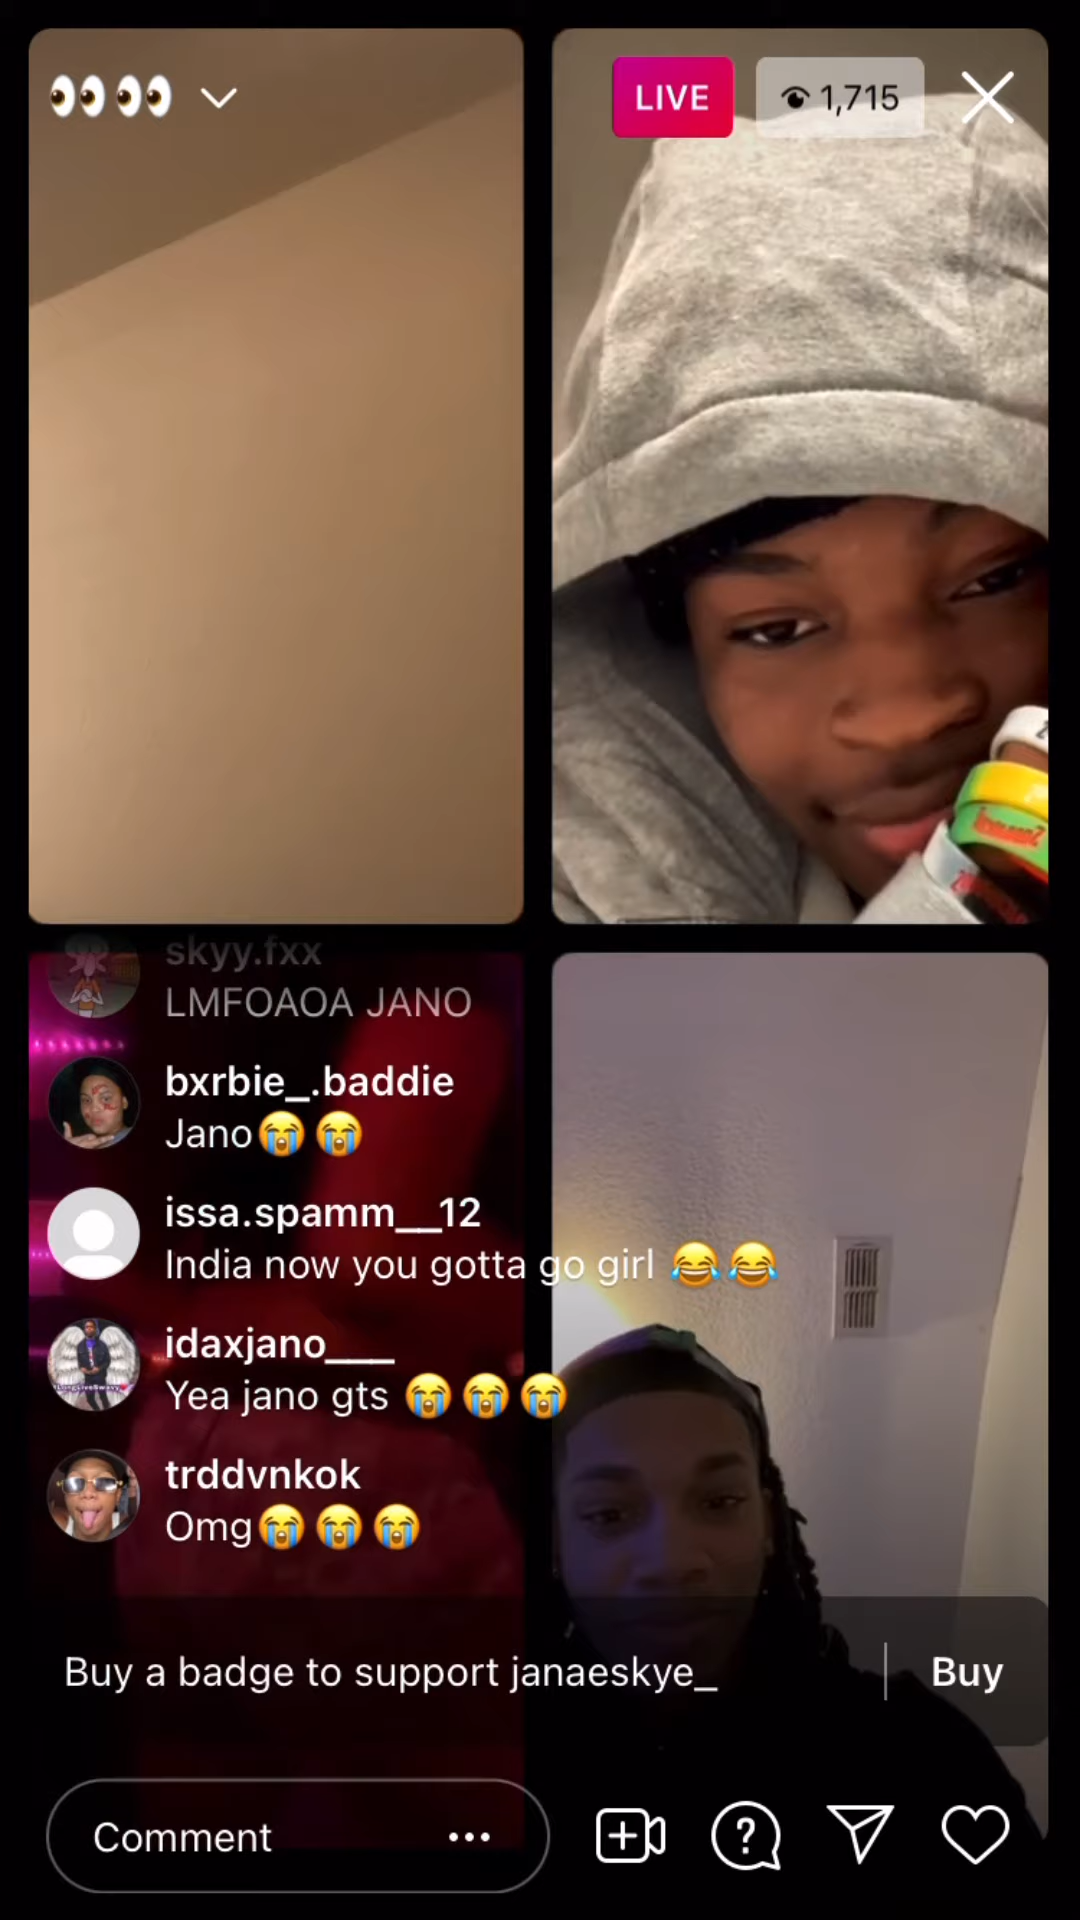 👀👀
LIVE
1,715
skyy.fxx
LMFOAOA JANO
bxrbie_.baddie
Jano😭😭
issa.spamm__12
India now you gotta go girl 😂😂
idaxjano___
Yea jano gts 😭😭😭
trddvnkok
Omg😭😭😭
Buy a badge to support janaeskye_
Buy
Comment